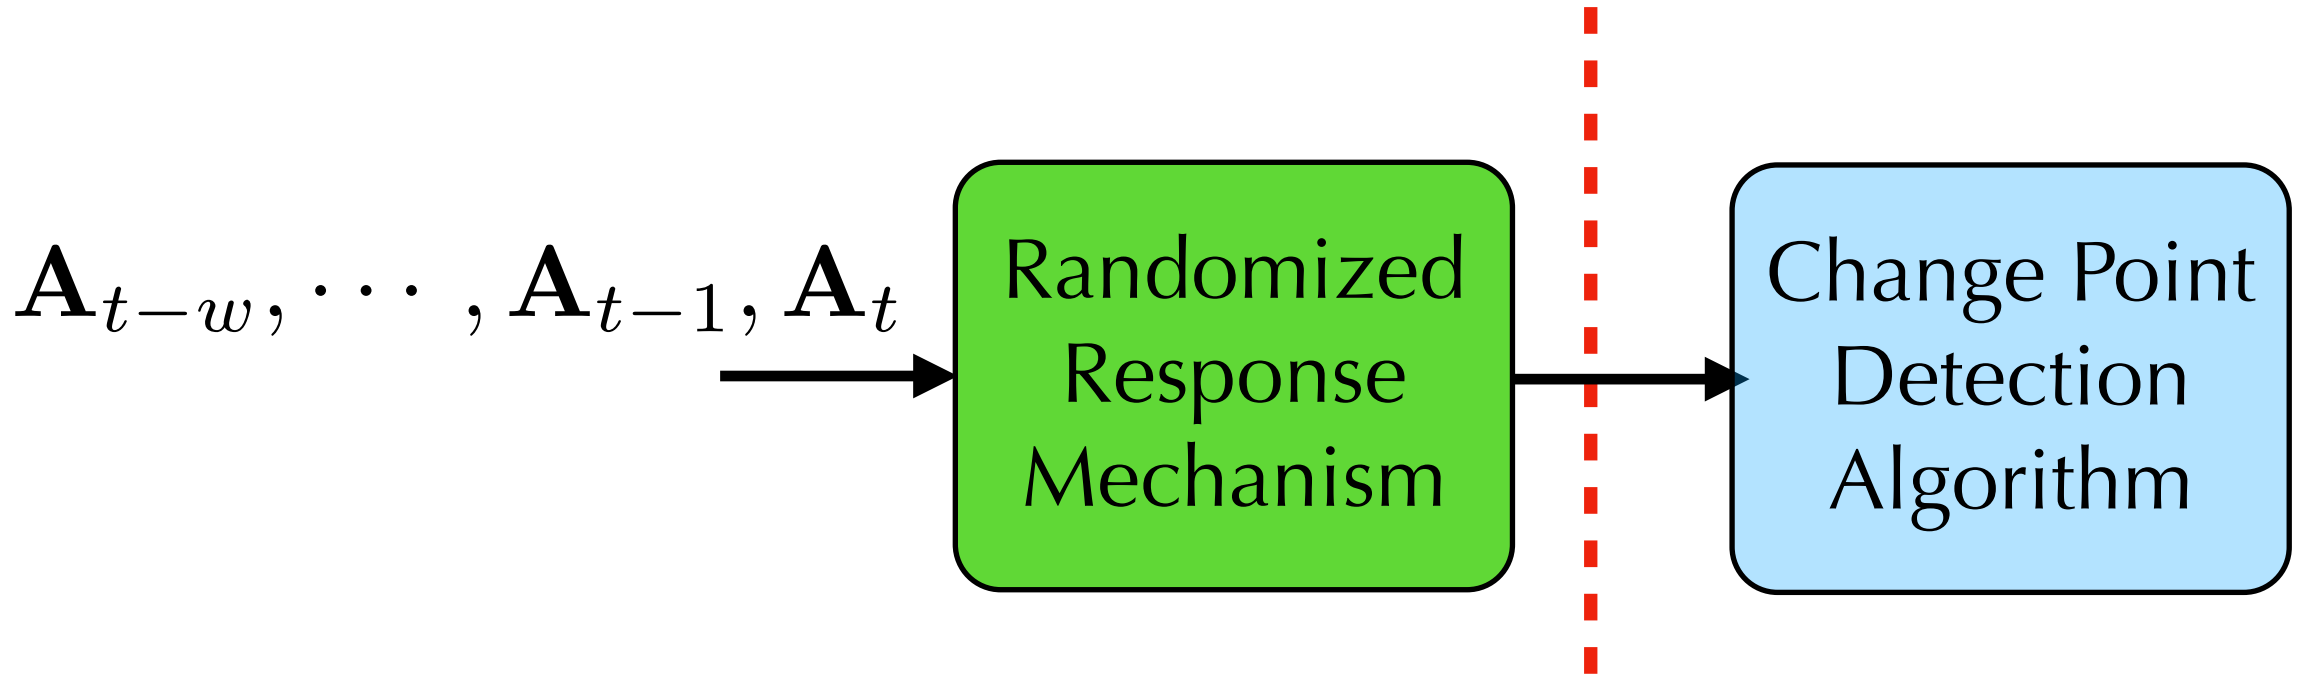 A_{t−w}, ··· , A_{t−1}, A_t
Randomized
Response
Mechanism
Change Point
Detection
Algorithm